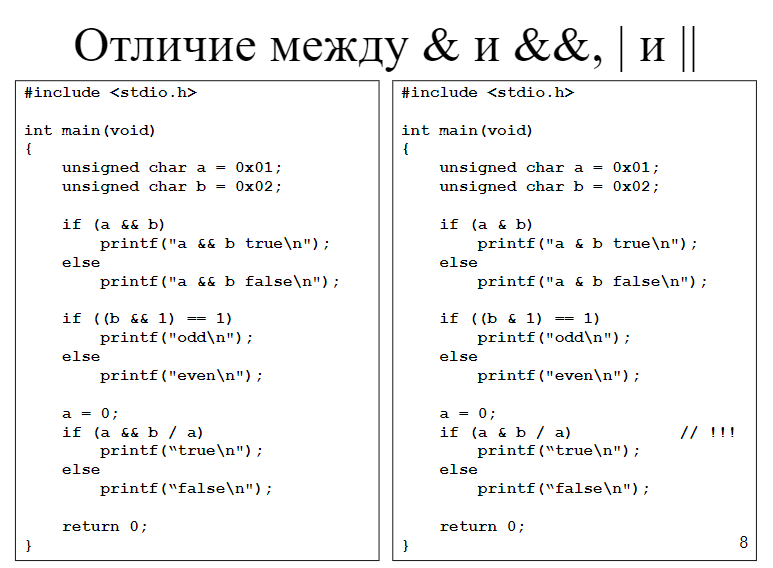 Отличие между & и &&, | и ||
#include <stdio.h>
int main(void)
{
    unsigned char a = 0x01;
    unsigned char b = 0x02;
    if (a && b)
        printf("a && b true\n");
    else
        printf("a && b false\n");
    if ((b && 1) == 1)
        printf("odd\n");
    else
        printf("even\n");
    a = 0;
    if (a && b / a)
        printf(“true\n");
    else
        printf(“false\n");
    return 0;
}
#include <stdio.h>
int main(void)
{
    unsigned char a = 0x01;
    unsigned char b = 0x02;
    if (a & b)
        printf("a & b true\n");
    else
        printf("a & b false\n");
    if ((b & 1) == 1)
        printf("odd\n");
    else
        printf("even\n");
    a = 0;
    if (a & b / a)           // !!!
        printf(“true\n");
    else
        printf(“false\n");
    return 0;
}
8